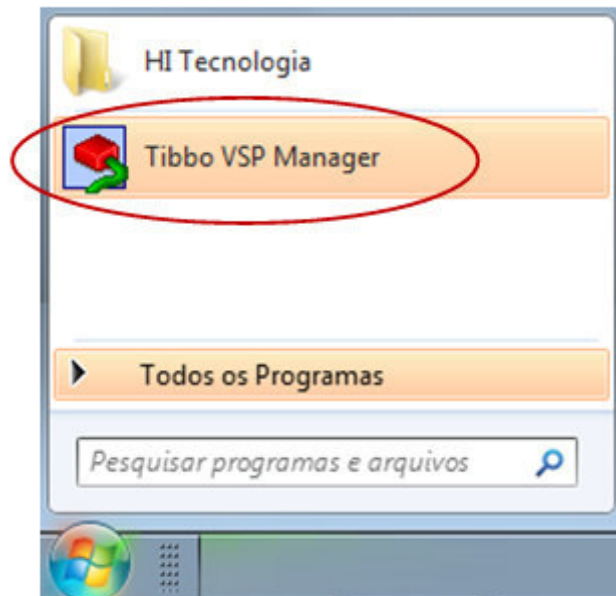 HI Tecnologia
Tibbo VSP Manager
Todos os Programas
Pesquisar programas e arquivos